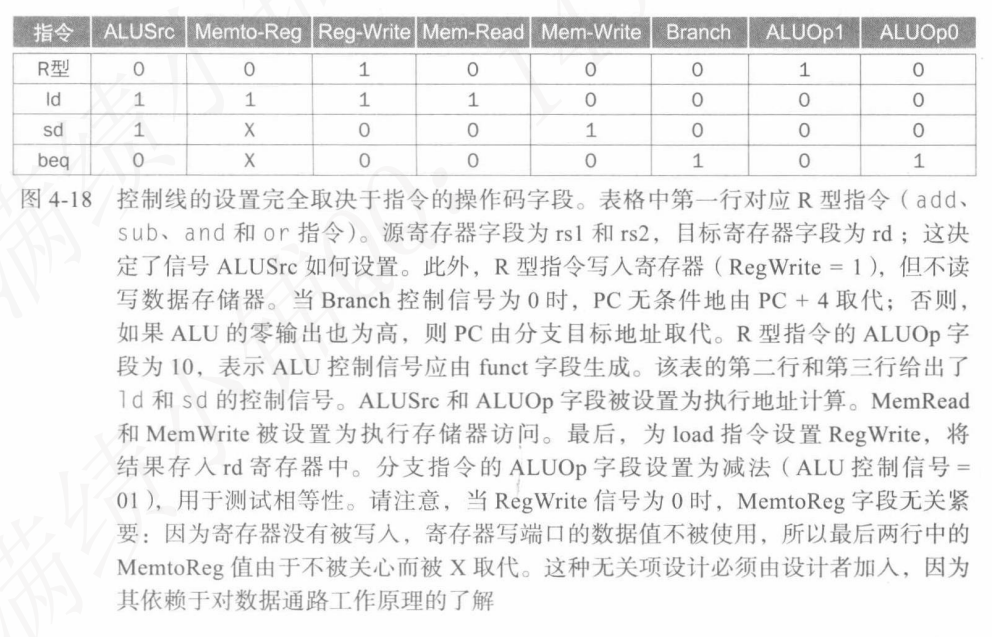 指令 ALUSrc Memto-Reg Reg-Write Mem-Read Mem-Write Branch ALUOp1 ALUOp0
R型 0 0 1 0 0 0 1 0
ld 1 1 1 1 0 0 0 0
sd 1 X 0 0 1 0 0 0
beq 0 X 0 0 0 1 0 1
图 4-18 控制线的设置完全取决于指令的操作码字段。表格中第一行对应 R 型指令（add、
sub、and 和 or 指令）。源寄存器字段为 rs1 和 rs2，目标寄存器字段为 rd；这决
定了信号 ALUSrc 如何设置。此外，R 型指令写入寄存器（RegWrite = 1），但不读
写数据存储器。当 Branch 控制信号为 0 时，PC 无条件地由 PC + 4 取代；否则，
如果 ALU 的零输出也为高，则 PC 由分支目标地址取代。R 型指令的 ALUOp 字
段为 10，表示 ALU 控制信号应由 funct 字段生成。该表的第二行和第三行给出了
ld 和 sd 的控制信号。ALUSrc 和 ALUOp 字段被设置为执行地址计算。MemRead
和 MemWrite 被设置为执行存储器访问。最后，为 load 指令设置 RegWrite，将
结果存入 rd 寄存器中。分支指令的 ALUOp 字段设置为减法（ALU 控制信号 =
01），用于测试相等性。请注意，当 RegWrite 信号为 0 时，MemtoReg 字段无关紧
要：因为寄存器没有被写入，寄存器写端口的数据值不被使用，所以最后两行中的
MemtoReg 值由于不被关心而被 X 取代。这种无关项设计必须由设计者加入，因为
其依赖于对数据通路工作原理的了解